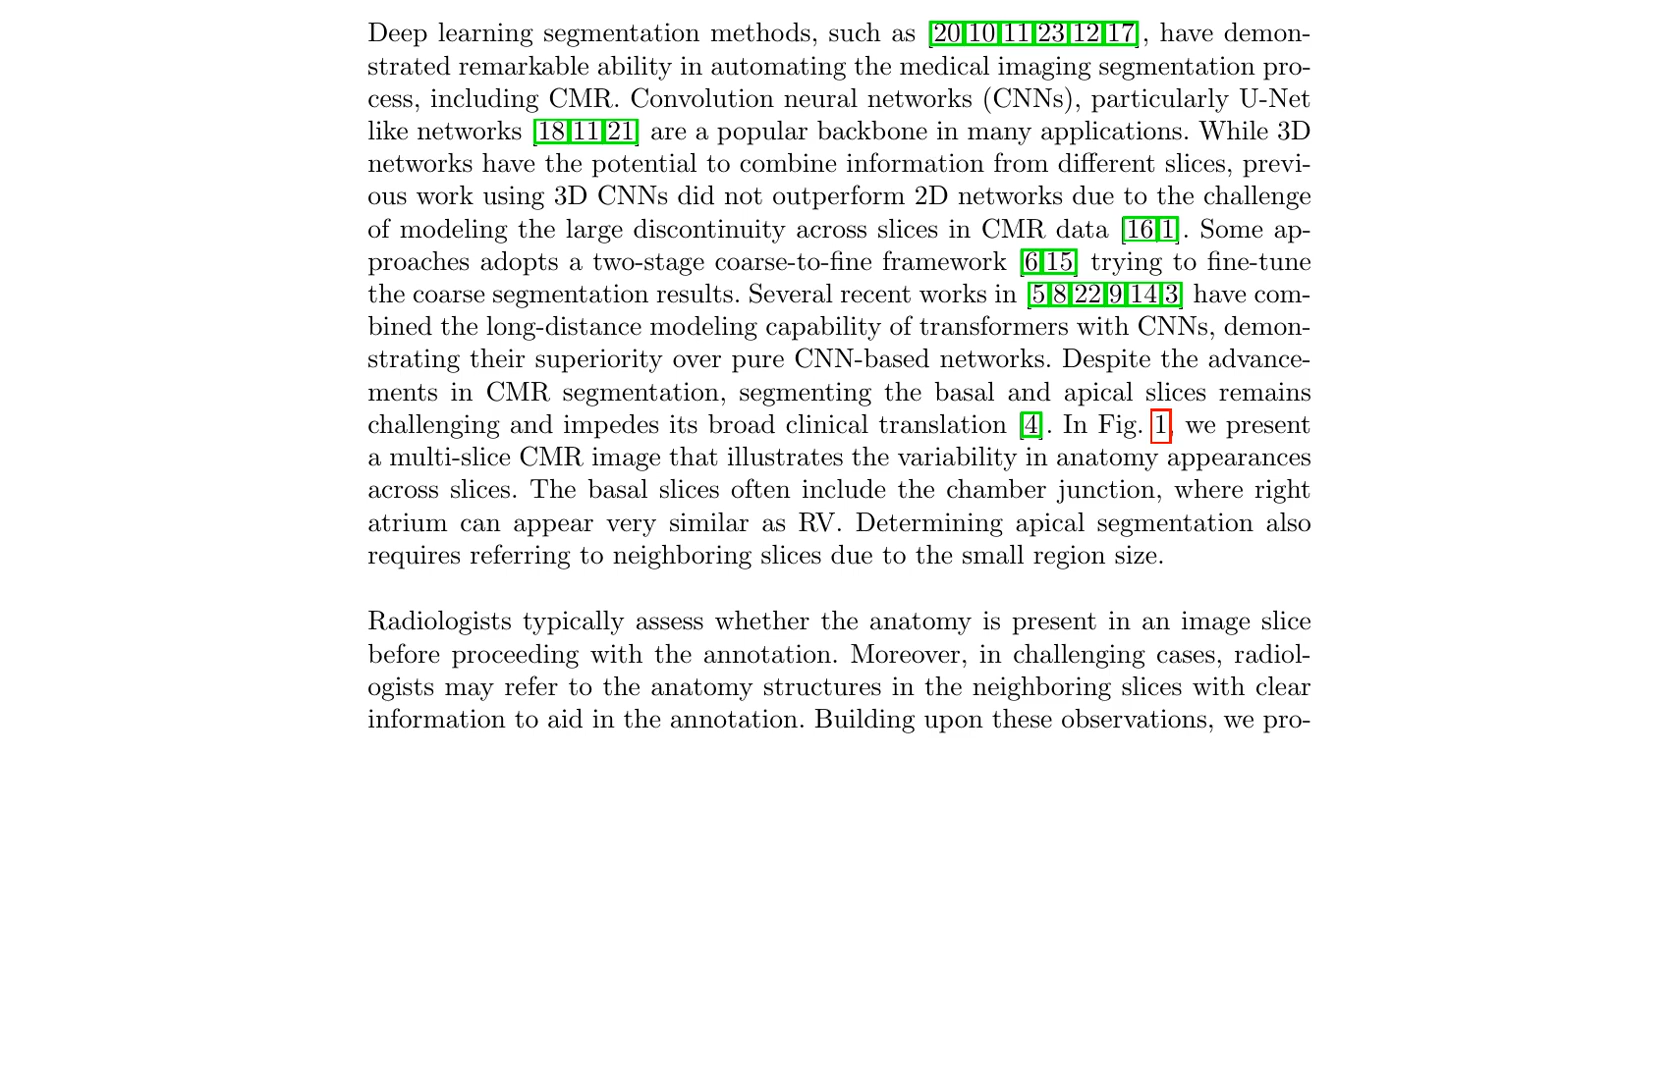 Deep learning segmentation methods, such as [20,10,11,23,12,17], have demon-
strated remarkable ability in automating the medical imaging segmentation pro-
cess, including CMR. Convolution neural networks (CNNs), particularly U-Net
like networks [18,11,21] are a popular backbone in many applications. While 3D
networks have the potential to combine information from different slices, previ-
ous work using 3D CNNs did not outperform 2D networks due to the challenge
of modeling the large discontinuity across slices in CMR data [16,1]. Some ap-
proaches adopts a two-stage coarse-to-fine framework [6,15] trying to fine-tune
the coarse segmentation results. Several recent works in [5,8,22,9,14,3] have com-
bined the long-distance modeling capability of transformers with CNNs, demon-
strating their superiority over pure CNN-based networks. Despite the advance-
ments in CMR segmentation, segmenting the basal and apical slices remains
challenging and impedes its broad clinical translation [4]. In Fig. 1, we present
a multi-slice CMR image that illustrates the variability in anatomy appearances
across slices. The basal slices often include the chamber junction, where right
atrium can appear very similar as RV. Determining apical segmentation also
requires referring to neighboring slices due to the small region size.
Radiologists typically assess whether the anatomy is present in an image slice
before proceeding with the annotation. Moreover, in challenging cases, radiol-
ogists may refer to the anatomy structures in the neighboring slices with clear
information to aid in the annotation. Building upon these observations, we pro-